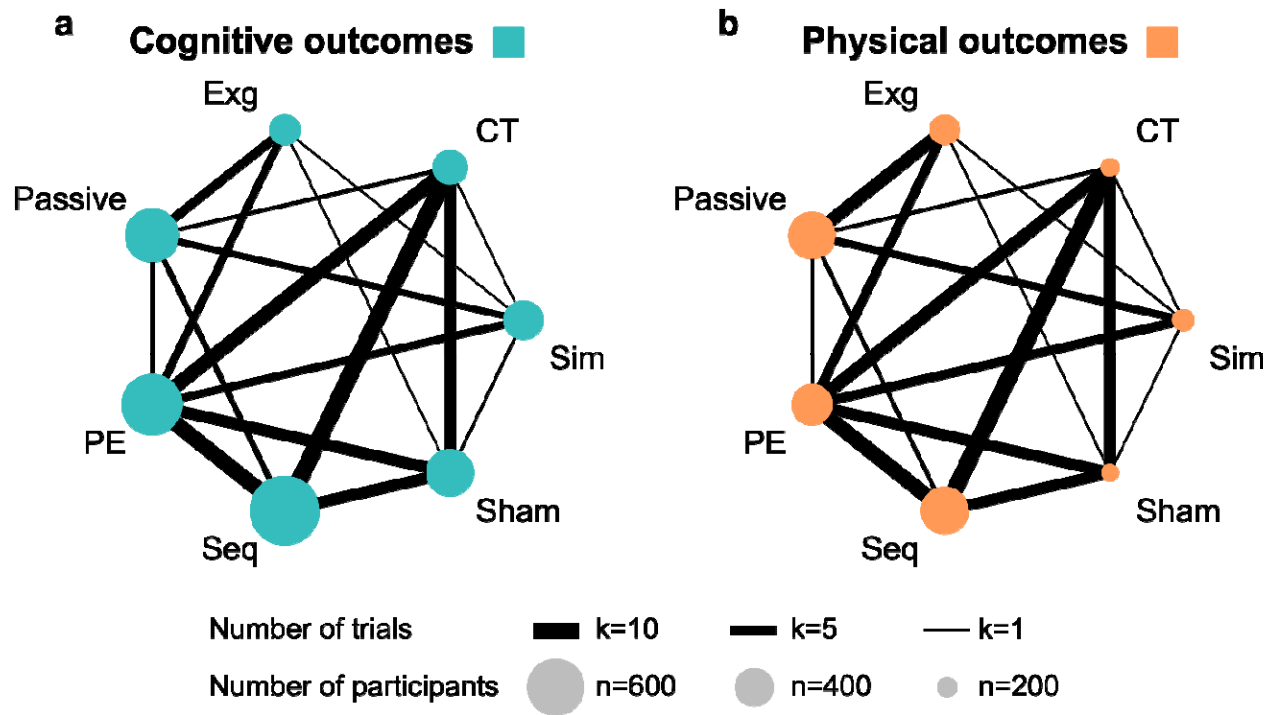 a
Cognitive outcomes
Exg
CT
Passive
Sim
PE
Sham
Seq
b
Physical outcomes
Exg
CT
Passive
Sim
PE
Sham
Seq
Number of trials k=10 k=5 k=1
Number of participants n=600 n=400 n=200